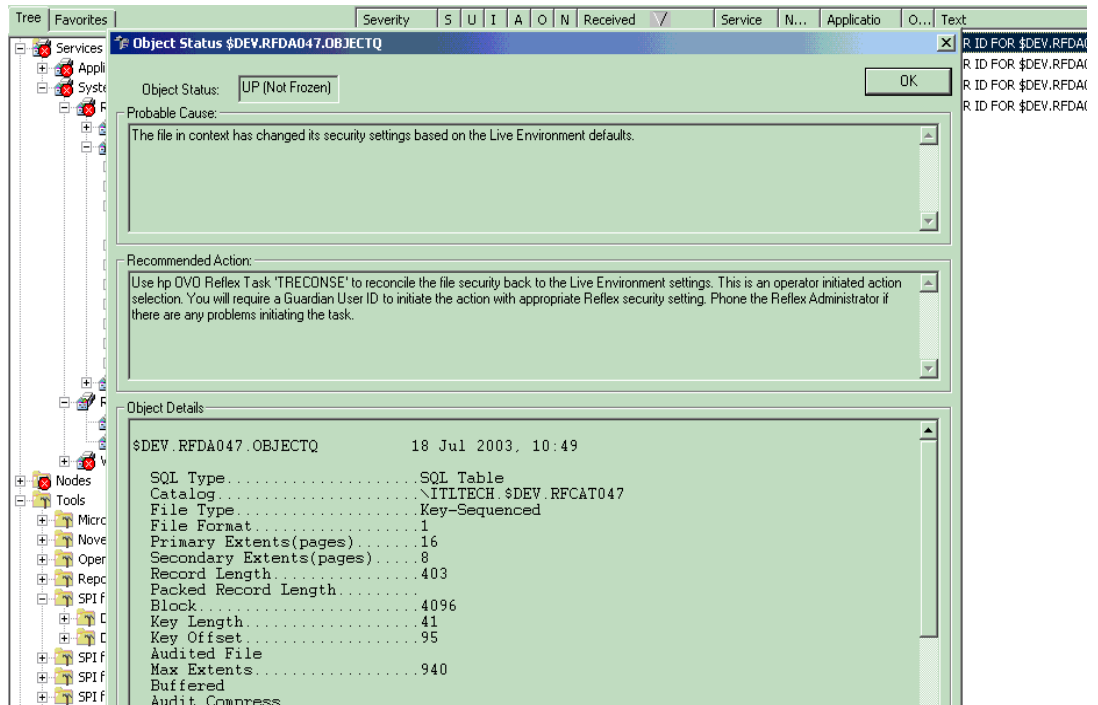 Tree Favorites Severity S U I A O N Received Service N... Applicatio O... Text
Object Status $DEV.RFDA047.OBJECTQ
Services
Appli
Syste
R
Nodes
Tools
Micro
Nove
Oper
Repo
SPI f
D
D
SPI f
SPI f
SPI f
R ID FOR $DEV.RFDA0
R ID FOR $DEV.RFDA0
R ID FOR $DEV.RFDA0
R ID FOR $DEV.RFDA0
Object Status: UP (Not Frozen) OK
Probable Cause:
The file in context has changed its security settings based on the Live Environment defaults.
Recommended Action:
Use hp OVO Reflex Task 'TRECONSE' to reconcile the file security back to the Live Environment settings. This is an operator initiated action
selection. You will require a Guardian User ID to initiate the action with appropriate Reflex security setting. Phone the Reflex Administrator if
there are any problems initiating the task.
Object Details
$DEV.RFDA047.OBJECTQ 18 Jul 2003, 10:49
SQL Type....................SQL Table
Catalog.....................\ITLTECH.$DEV.RFCAT047
File Type...................Key-Sequenced
File Format.................1
Primary Extents(pages).......16
Secondary Extents(pages).....8
Record Length...............403
Packed Record Length.........
Block.......................4096
Key Length..................41
Key Offset..................95
Audited File
Max Extents.................940
Buffered
Audit Compress